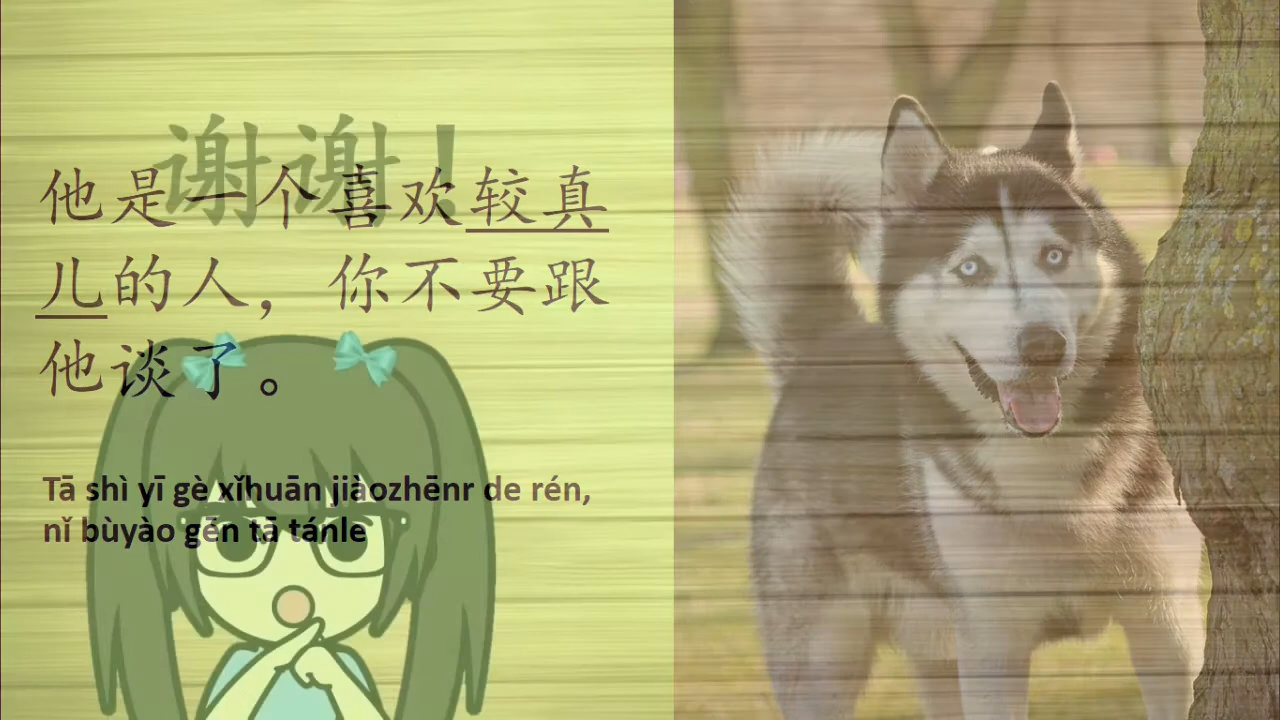 谢谢!
他是一个喜欢较真
儿的人，你不要跟
他谈了。
Tā shì yī gè xǐhuān jiàozhēnr de rén,
nǐ bùyào gēn tā tánle